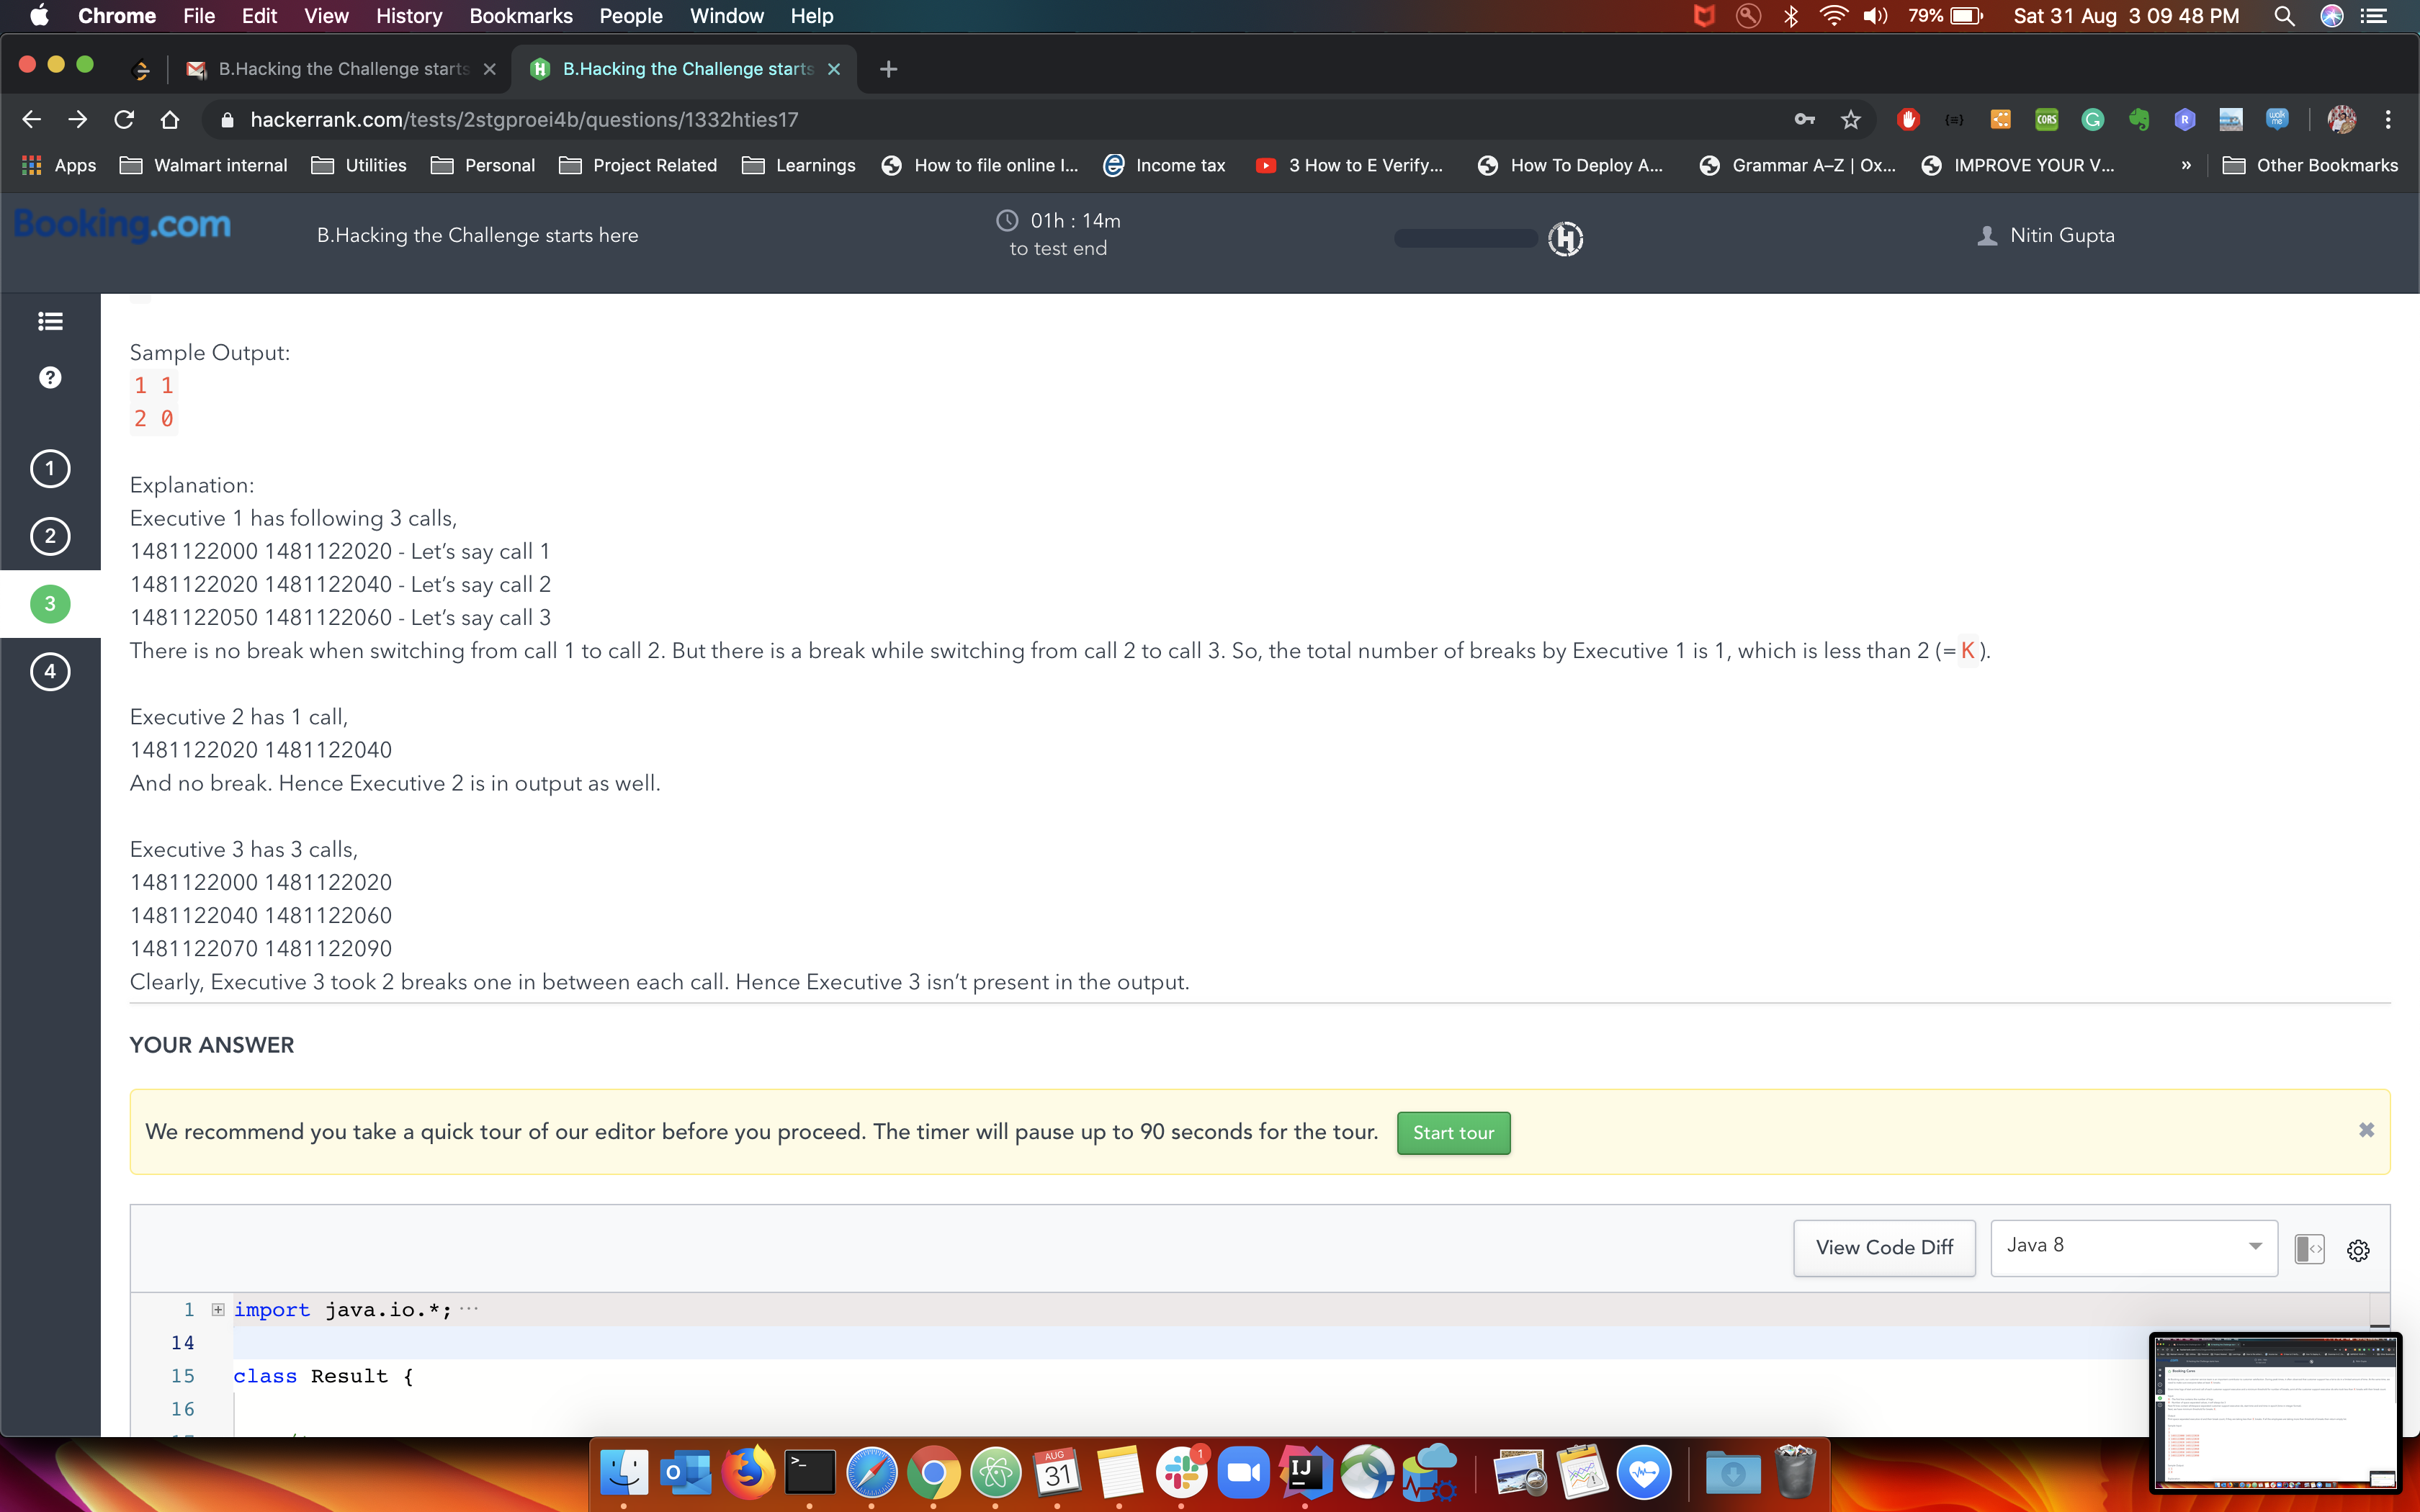 Chrome File Edit View History Bookmarks People Window Help 79% Sat 31 Aug 3 09 48 PM
B.Hacking the Challenge starts B.Hacking the Challenge starts
hackerrank.com/tests/2stgproei4b/questions/1332hties17
Apps Walmart internal Utilities Personal Project Related Learnings How to file online I... Income tax 3 How to E Verify... How To Deploy A... Grammar A–Z | Ox... IMPROVE YOUR V... » Other Bookmarks
Booking.com B.Hacking the Challenge starts here 01h : 14m Nitin Gupta
to test end
Sample Output:
1 1
2 0
1
2
3
4
Explanation:
Executive 1 has following 3 calls,
1481122000 1481122020 - Let’s say call 1
1481122020 1481122040 - Let’s say call 2
1481122050 1481122060 - Let’s say call 3
There is no break when switching from call 1 to call 2. But there is a break while switching from call 2 to call 3. So, the total number of breaks by Executive 1 is 1, which is less than 2 (= K ).
Executive 2 has 1 call,
1481122020 1481122040
And no break. Hence Executive 2 is in output as well.
Executive 3 has 3 calls,
1481122000 1481122020
1481122040 1481122060
1481122070 1481122090
Clearly, Executive 3 took 2 breaks one in between each call. Hence Executive 3 isn’t present in the output.
YOUR ANSWER
We recommend you take a quick tour of our editor before you proceed. The timer will pause up to 90 seconds for the tour. Start tour
View Code Diff Java 8
1 import java.io.*; ...
14
15 class Result {
16
AUG
31
1
IJ